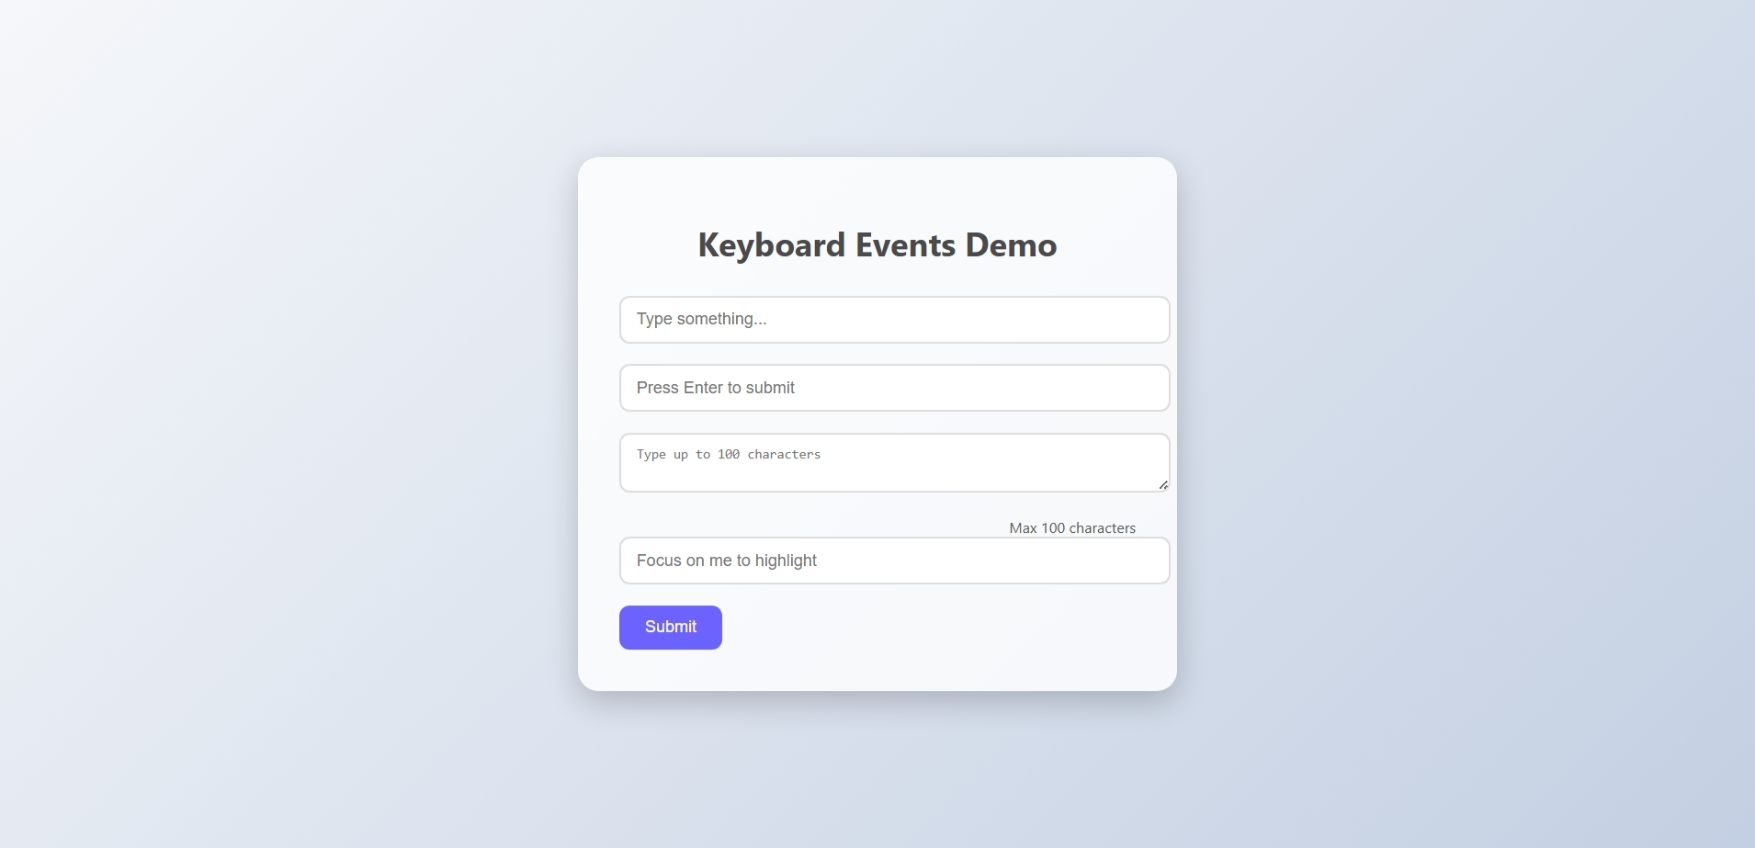 Keyboard Events Demo
Type something...
Press Enter to submit
Type up to 100 characters
Max 100 characters
Focus on me to highlight
Submit